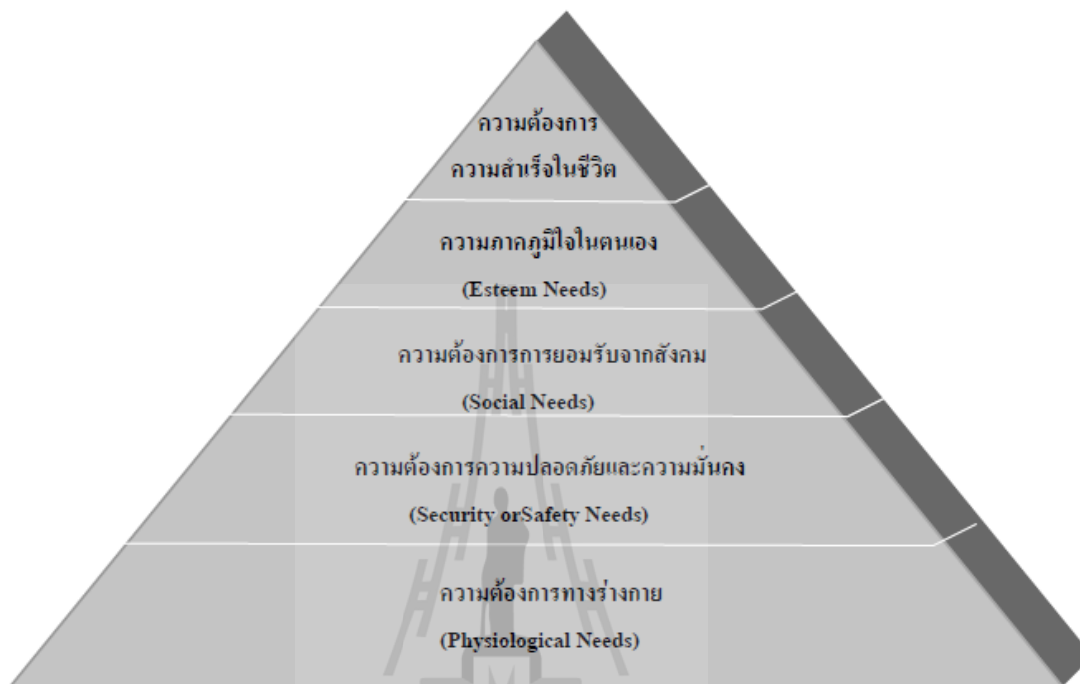 ความต้องการ
ความสำเร็จในชีวิต
ความภาคภูมิใจในตนเอง
(Esteem Needs)
ความต้องการการยอมรับจากสังคม
(Social Needs)
ความต้องการความปลอดภัยและความมั่นคง
(Security orSafety Needs)
ความต้องการทางร่างกาย
(Physiological Needs)